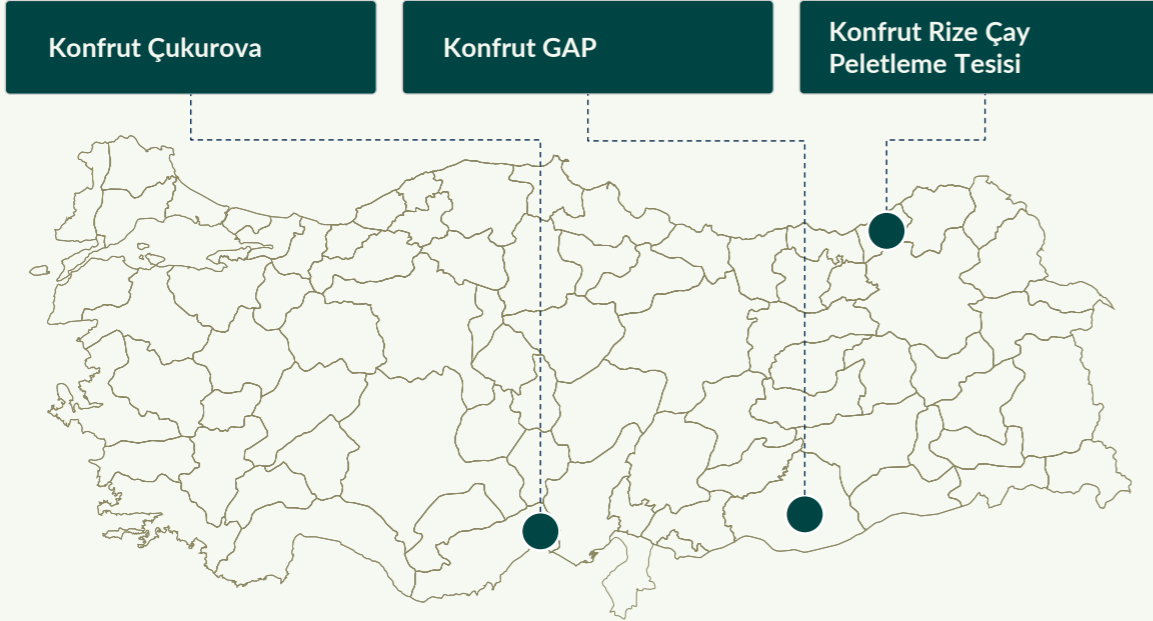 Konfrut Çukurova
Konfrut GAP
Konfrut Rize Çay
Peletleme Tesisi